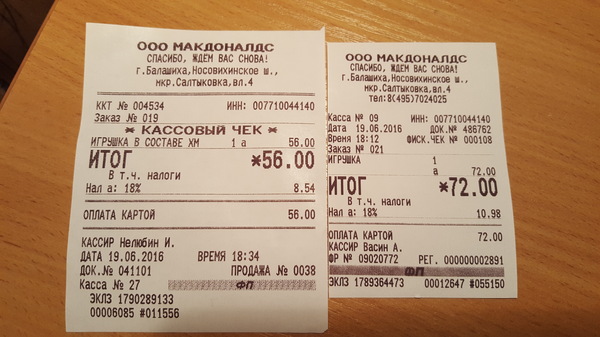 ООО МАКДОНАЛДС
СПАСИБО, ЖДЕМ ВАС СНОВА!
г.Балашиха,Носовихинское ш.,
мкр.Салтыковка,вл.4
ККТ № 004534 ИНН: 007710044140
Заказ № 019
* КАССОВЫЙ ЧЕК *
ИГРУШКА В СОСТАВЕ ХМ 1 а 56.00
ИТОГ *56.00
В т.ч. налоги
Нал а: 18% 8.54
ОПЛАТА КАРТОЙ 56.00
КАССИР Нелюбин И.
ДАТА 19.06.2016 ВРЕМЯ 18:34
ДОК.№ 041101 ПРОДАЖА № 0038
Касса № 27 ФП
ЭКЛЗ 1790289133
00006085 #011556
ООО МАКДОНАЛДС
СПАСИБО, ЖДЕМ ВАС СНОВА!
г.Балашиха,Носовихинское ш.,
мкр.Салтыковка,вл.4
тел:8(495)7024025
Касса № 09 ИНН: 007710044140
Дата 19.06.2016 ДОК.№ 486762
Время 18:12 ФИСК.ЧЕК № 000108
Заказ № 021
ИГРУШКА 1
а 72.00
ИТОГ *72.00
В т.ч. налоги
Нал а: 18% 10.98
ОПЛАТА КАРТОЙ 72.00
КАССИР Васин А.
ФР № 09020772 РЕГ. 000000002891
ФП
ЭКЛЗ 1789364473 00012647 #055150